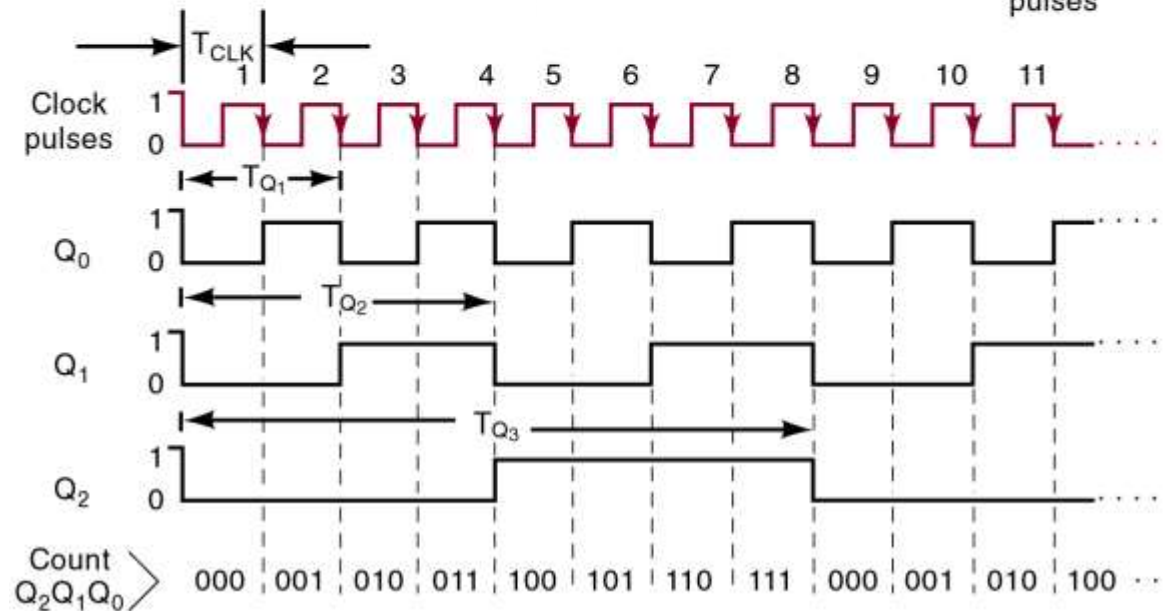 pulses
T_CLK
1 2 3 4 5 6 7 8 9 10 11
Clock
pulses
1
0
T_Q₁
Q₀
1
0
T_Q₂
Q₁
1
0
T_Q₃
Q₂
1
0
Count
Q₂Q₁Q₀
000 001 010 011 100 101 110 111 000 001 010 100